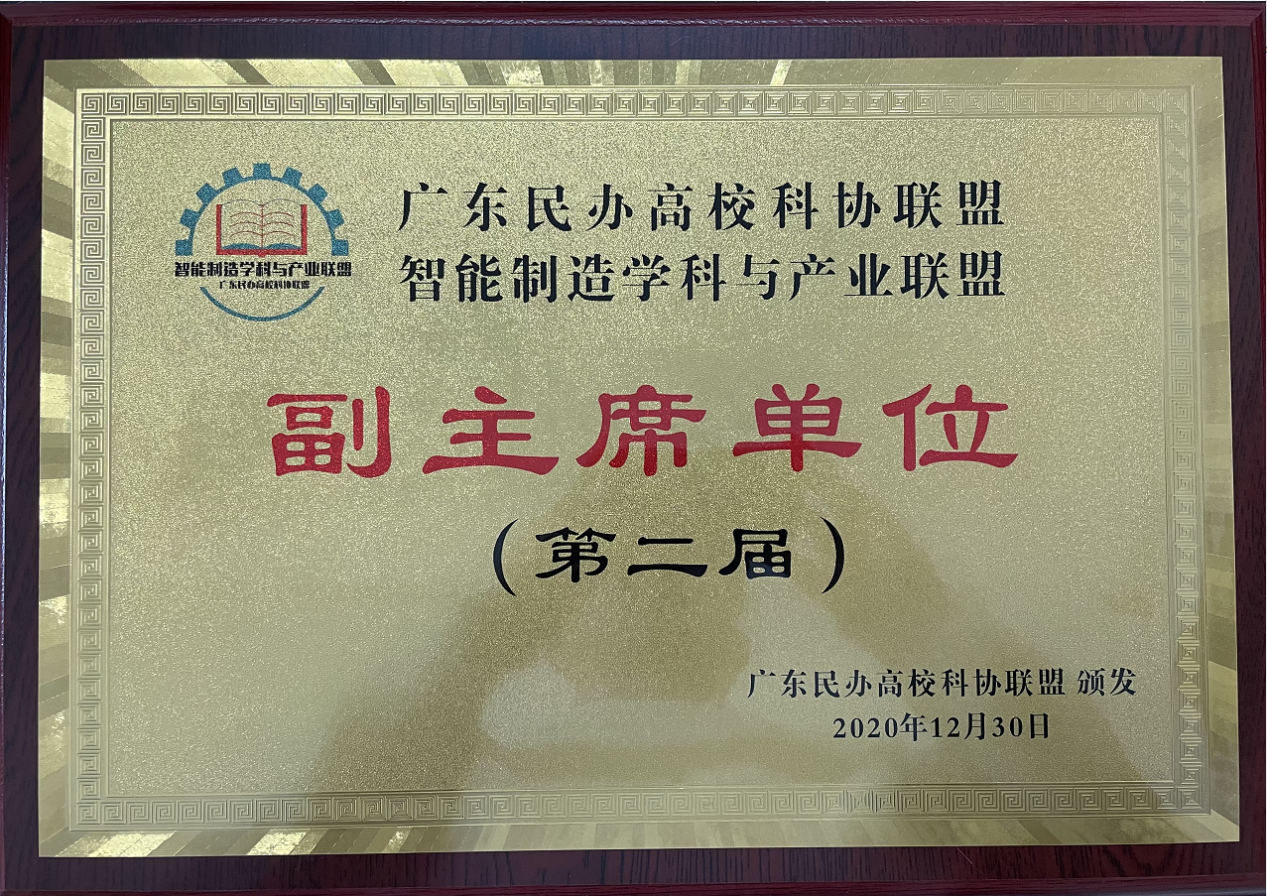 广东民办高校科协联盟
智能制造学科与产业联盟
智能制造学科与产业联盟
广东民办高校科协联盟
副主席单位
（第二届）
广东民办高校科协联盟 颁发
2020年12月30日